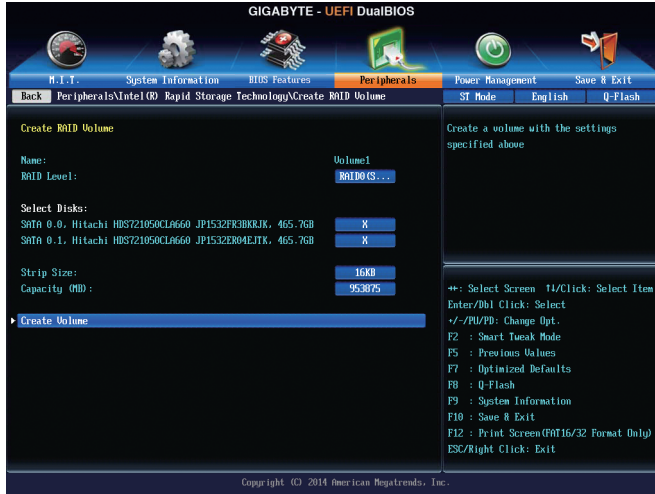 GIGABYTE - UEFI DualBIOS
M.I.T. System Information BIOS Features Peripherals Power Management Save & Exit
Back Peripherals\Intel(R) Rapid Storage Technology\Create RAID Volume ST Mode English Q-Flash
Create RAID Volume
Name: Volume1
RAID Level: RAID0(S...
Select Disks:
SATA 0.0, Hitachi HDS721050CLA660 JP1532FR3BKRJK, 465.7GB X
SATA 0.1, Hitachi HDS721050CLA660 JP1532ER04EJTK, 465.7GB X
Strip Size: 16KB
Capacity (MB): 953875
Create Volume
Create a volume with the settings
specified above
→←: Select Screen ↑↓/Click: Select Item
Enter/Dbl Click: Select
+/-/PU/PD: Change Opt.
F2 : Smart Tweak Mode
F5 : Previous Values
F7 : Optimized Defaults
F8 : Q-Flash
F9 : System Information
F10 : Save & Exit
F12 : Print Screen(FAT16/32 Format Only)
ESC/Right Click: Exit
Copyright (C) 2014 American Megatrends, Inc.